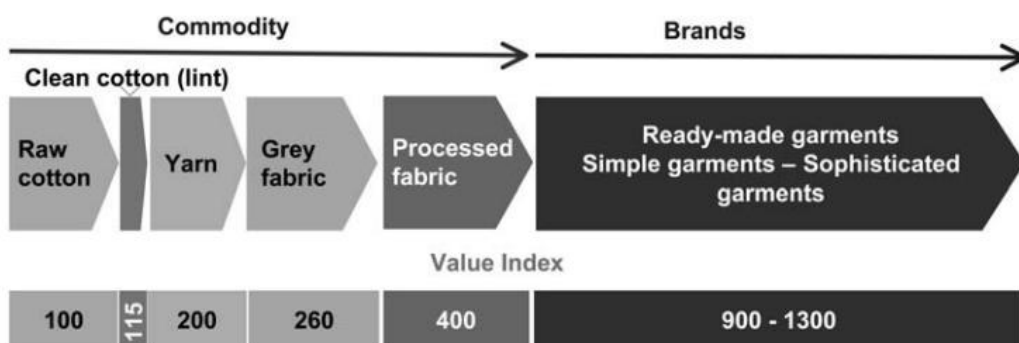 Commodity
Brands
Clean cotton (lint)
Raw
cotton
Yarn
Grey
fabric
Processed
fabric
Ready-made garments
Simple garments – Sophisticated
garments
Value Index
100
115
200
260
400
900 - 1300